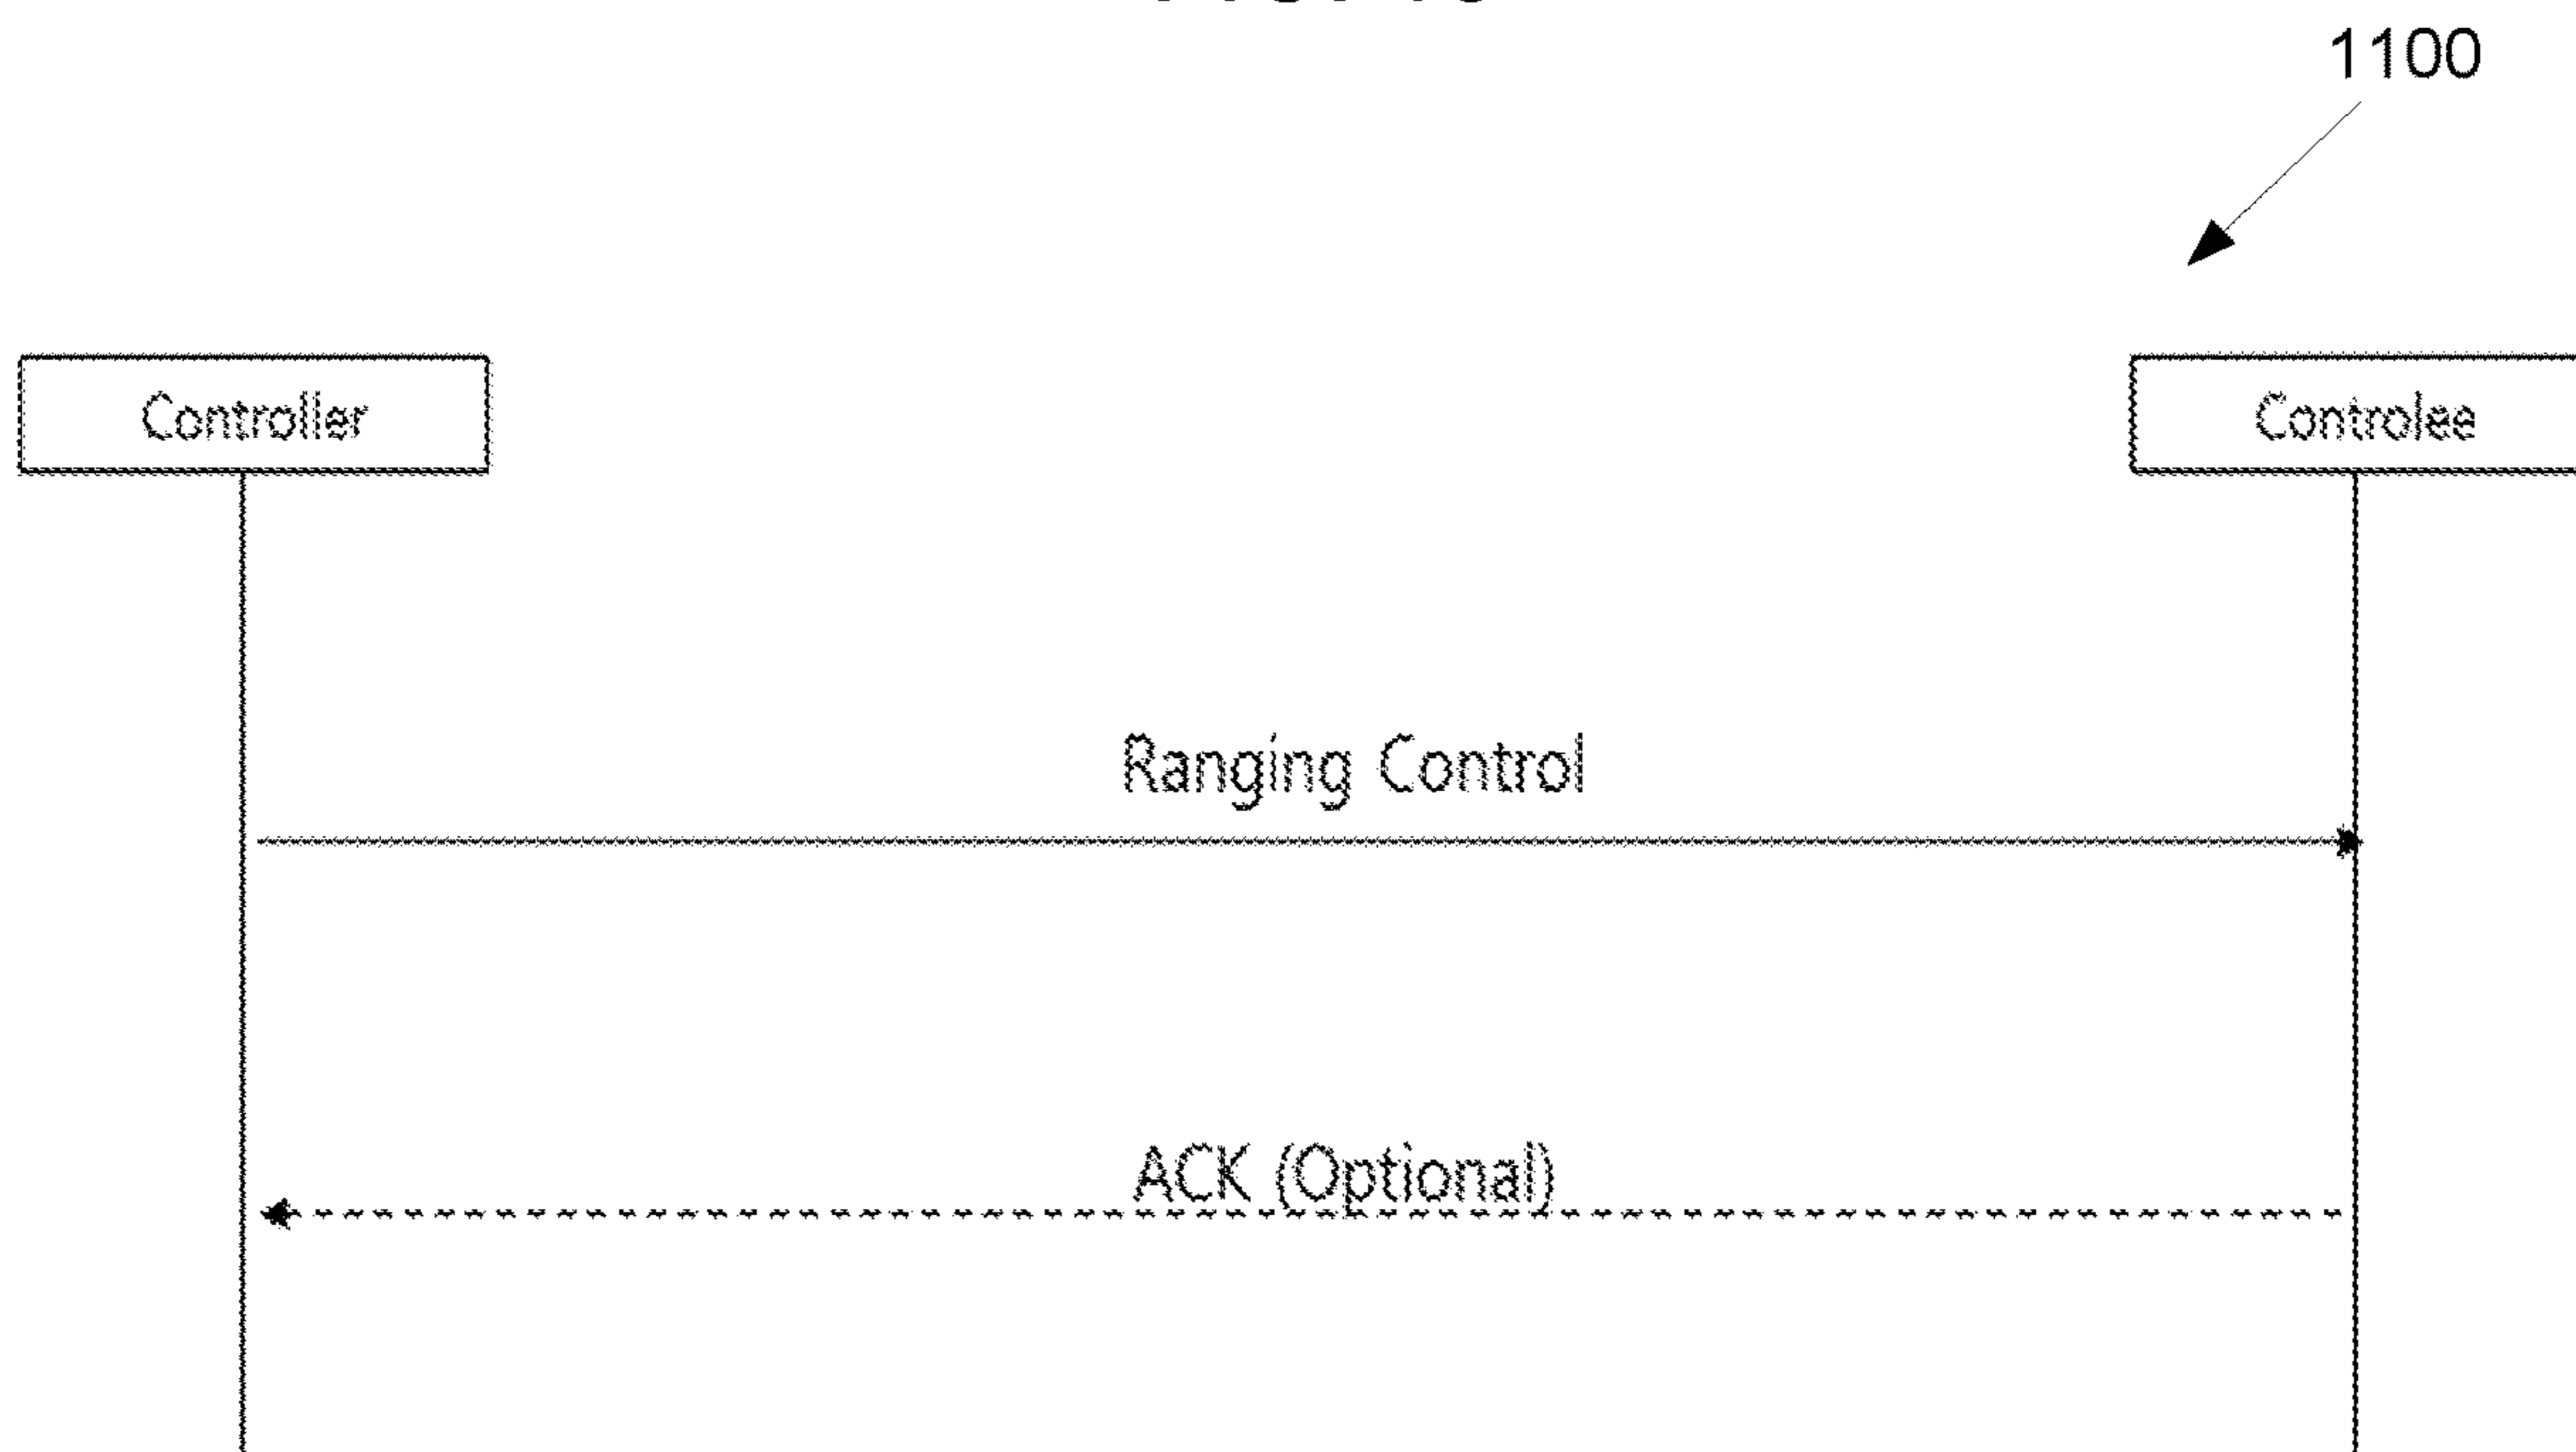 1100
Controller
Controlee
Ranging Control
ACK (Optional)